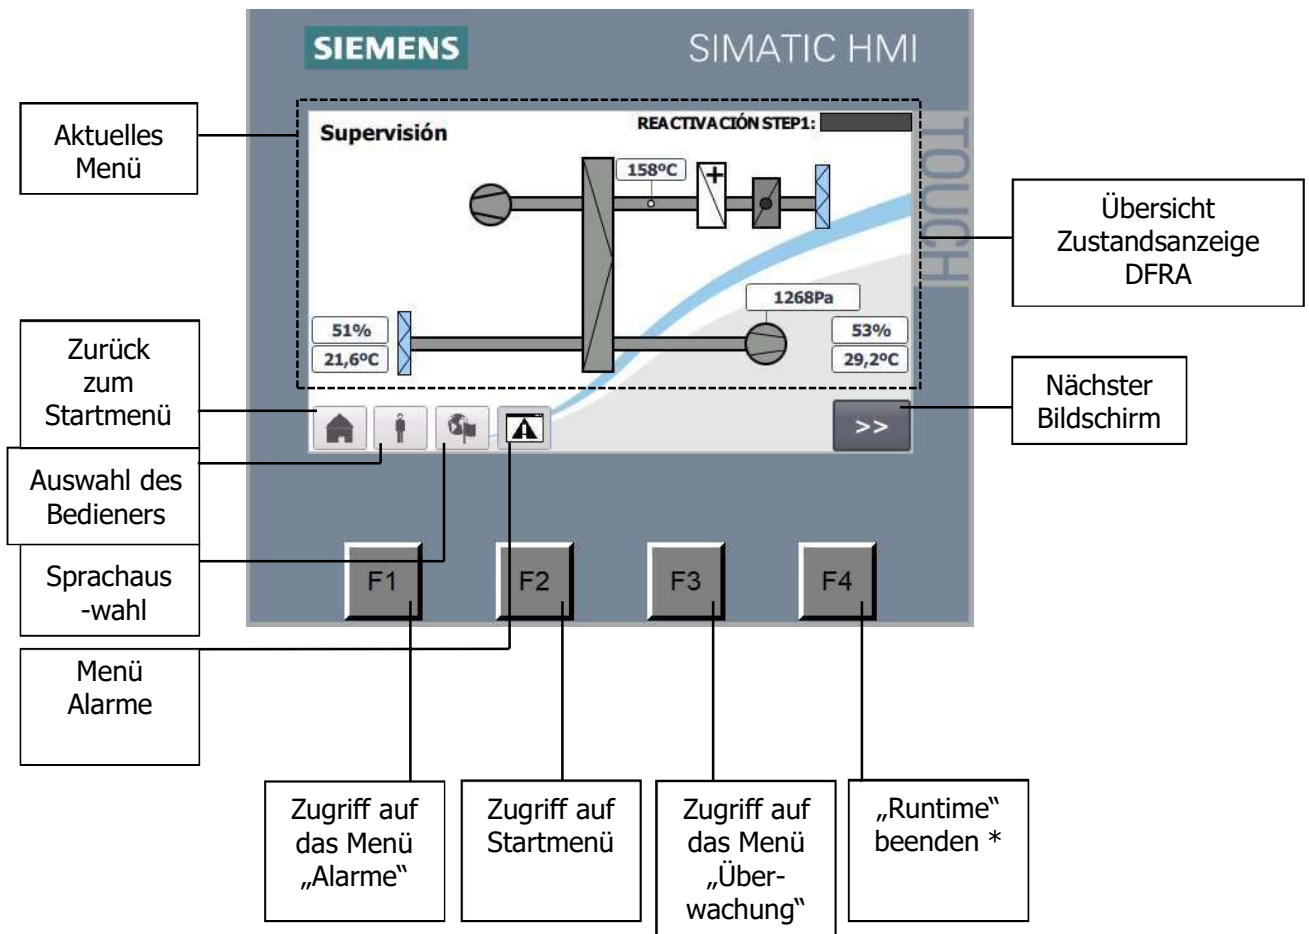 SIEMENS
SIMATIC HMI
TOUCH
Supervisión
REACTIVACIÓN STEP1:
158ºC
1268Pa
51%
21,6ºC
53%
29,2ºC
>>
F1
F2
F3
F4
Aktuelles
Menü
Übersicht
Zustandsanzeige
DFRA
Zurück
zum
Startmenü
Nächster
Bildschirm
Auswahl des
Bedieners
Sprachaus
-wahl
Menü
Alarme
Zugriff auf
das Menü
„Alarme“
Zugriff auf
Startmenü
Zugriff auf
das Menü
„Über-
wachung“
„Runtime“
beenden *